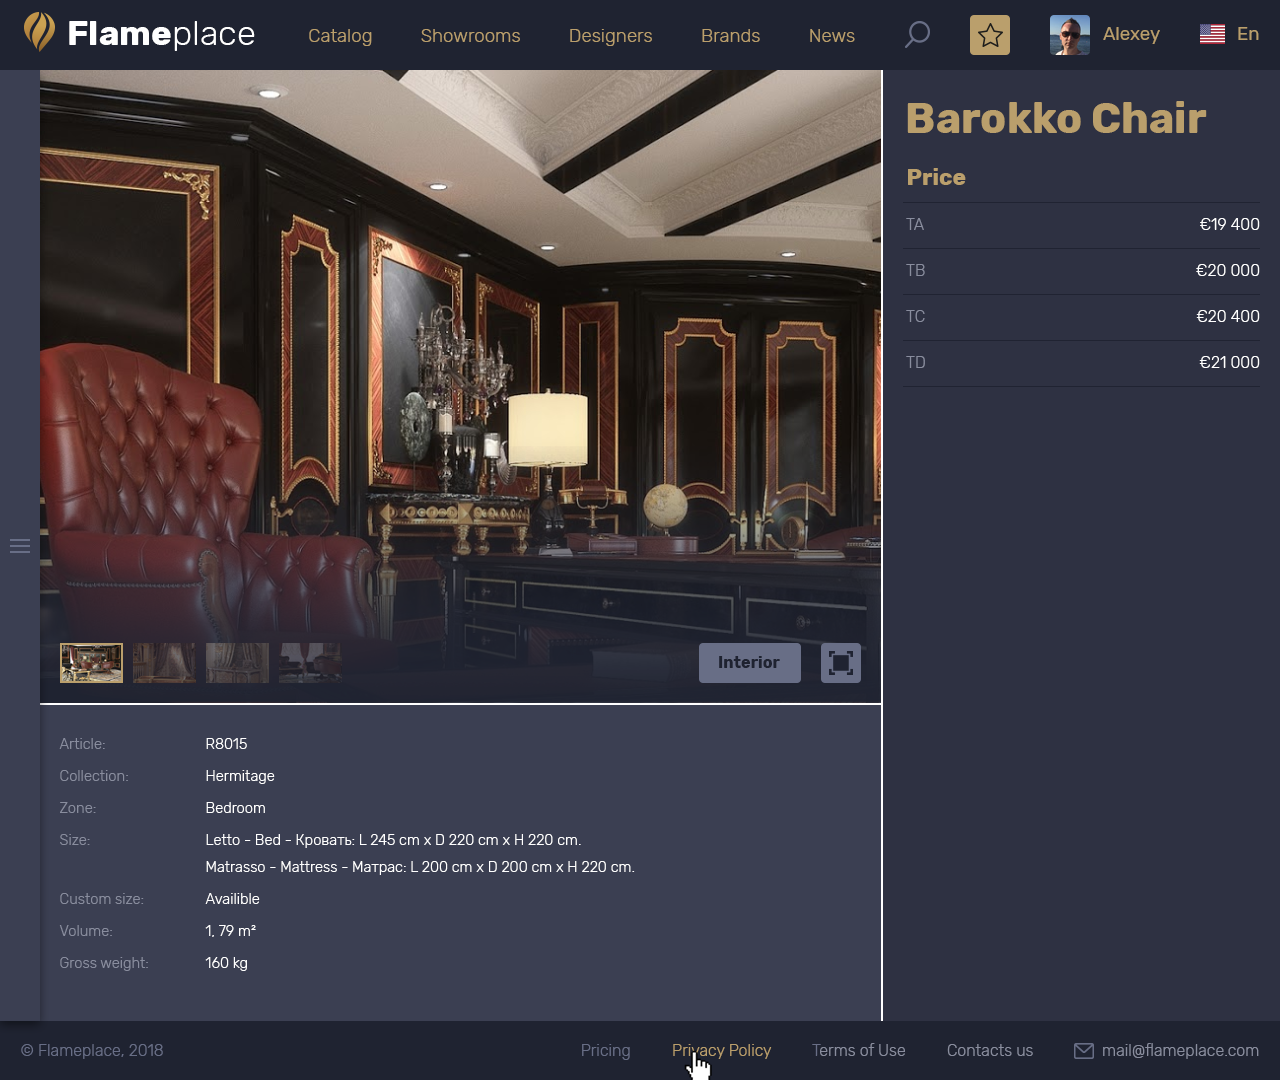 Flameplace
Catalog
Showrooms
Designers
Brands
News
Alexey
En
Barokko Chair
Price
TA €19 400
TB €20 000
TC €20 400
TD €21 000
Interior
Article: R8015
Collection: Hermitage
Zone: Bedroom
Size: Letto - Bed - Кровать: L 245 cm x D 220 cm x H 220 cm.
Matrasso - Mattress - Матрас: L 200 cm x D 200 cm x H 220 cm.
Custom size: Availible
Volume: 1, 79 m²
Gross weight: 160 kg
© Flameplace, 2018
Pricing
Privacy Policy
Terms of Use
Contacts us
mail@flameplace.com